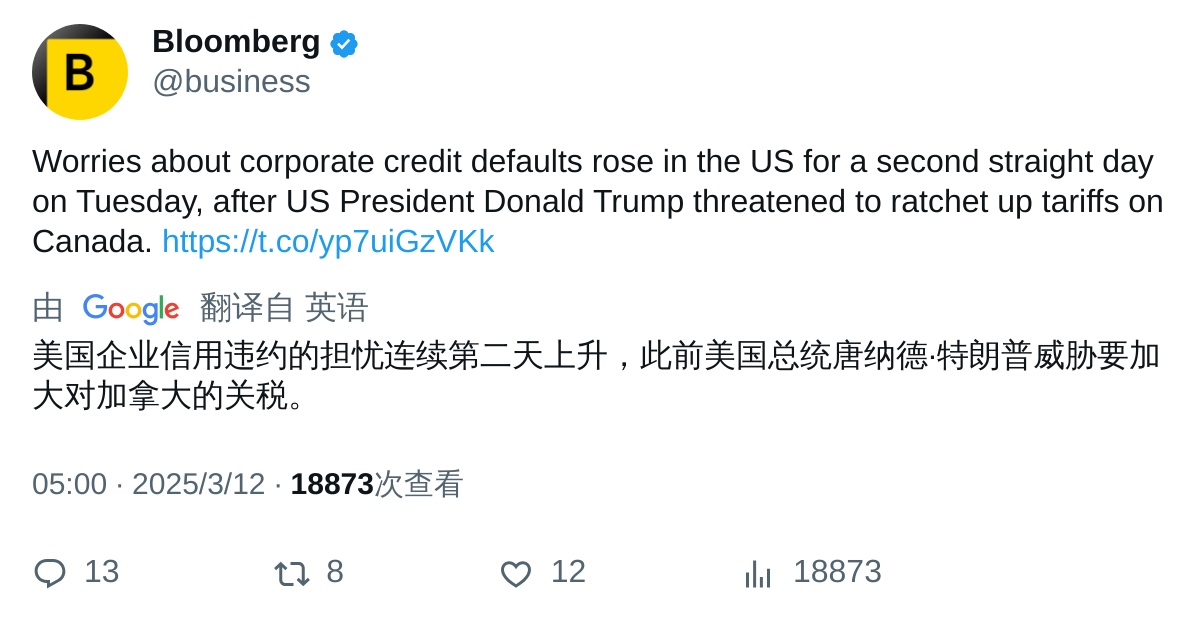 B
Bloomberg
@business
Worries about corporate credit defaults rose in the US for a second straight day
on Tuesday, after US President Donald Trump threatened to ratchet up tariffs on
Canada. https://t.co/yp7uiGzVKk
由 Google 翻译自 英语
美国企业信用违约的担忧连续第二天上升，此前美国总统唐纳德·特朗普威胁要加
大对加拿大的关税。
05:00 · 2025/3/12 · 18873次查看
13 8 12 18873